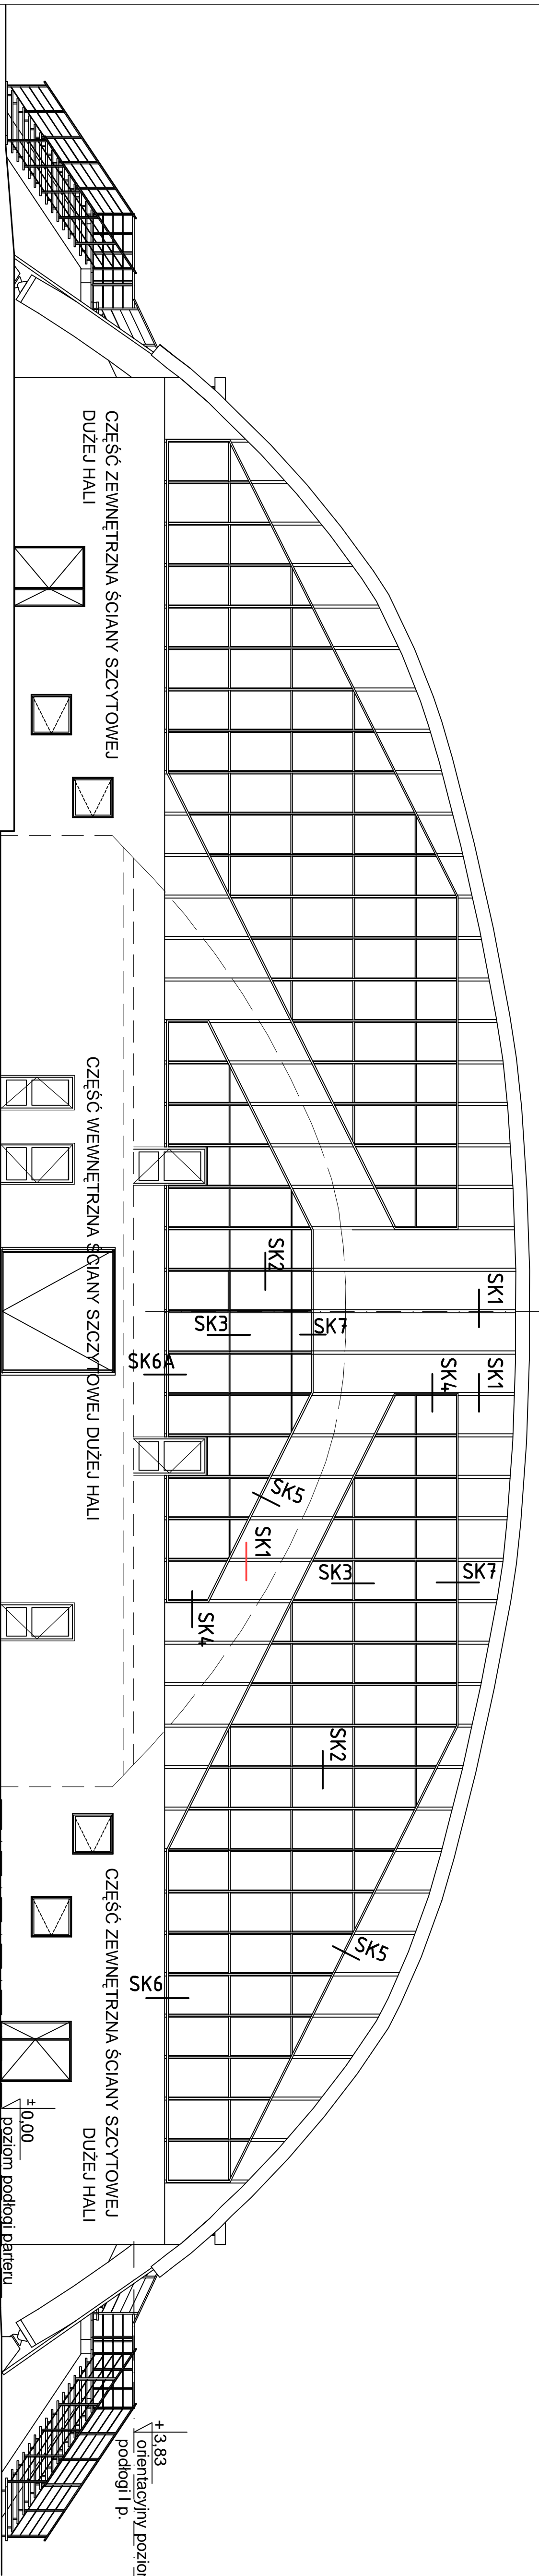 CZĘŚĆ ZEWNĘTRZNA ŚCIANY SZCYTOWEJ
DUŻEJ HALI
CZĘŚĆ WEWNĘTRZNA ŚCIANY SZCZYTOWEJ DUŻEJ HALI
SK2
SK1
SK3
SK7
SK6A
SK4
SK1
SK5
SK1
SK3
SK7
SK4
SK2
SK5
SK6
CZĘŚĆ ZEWNĘTRZNA ŚCIANY SZCYTOWEJ
DUŻEJ HALI
± 0,00
poziom podłogi parteru
+ 3,83
orientacyjny pozio
podłogi I p.